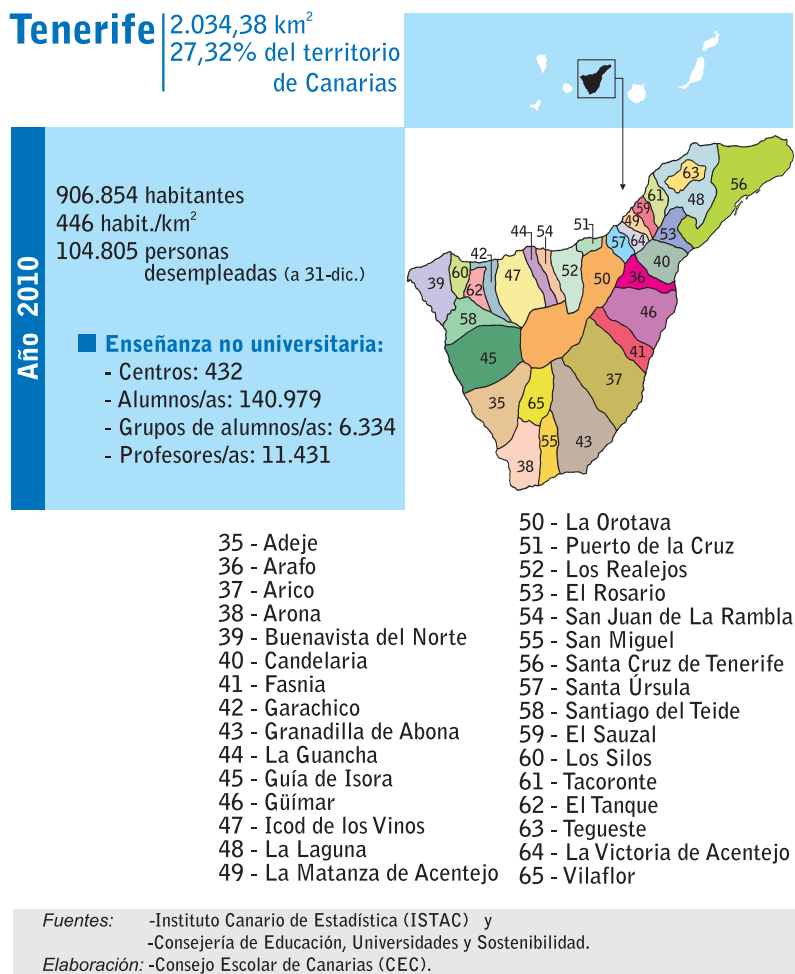 Tenerife
2.034,38 km²
27,32% del territorio
de Canarias
Año 2010
906.854 habitantes
446 habit./km²
104.805 personas
desempleadas (a 31-dic.)
Enseñanza no universitaria:
- Centros: 432
- Alumnos/as: 140.979
- Grupos de alumnos/as: 6.334
- Profesores/as: 11.431
63
56
61
48
59
51
49
44
54
53
57
64
42
40
60
52
50
36
39
47
62
46
58
45
41
37
35
65
55
43
38
35 - Adeje
36 - Arafo
37 - Arico
38 - Arona
39 - Buenavista del Norte
40 - Candelaria
41 - Fasnia
42 - Garachico
43 - Granadilla de Abona
44 - La Guancha
45 - Guía de Isora
46 - Güímar
47 - Icod de los Vinos
48 - La Laguna
49 - La Matanza de Acentejo
50 - La Orotava
51 - Puerto de la Cruz
52 - Los Realejos
53 - El Rosario
54 - San Juan de La Rambla
55 - San Miguel
56 - Santa Cruz de Tenerife
57 - Santa Úrsula
58 - Santiago del Teide
59 - El Sauzal
60 - Los Silos
61 - Tacoronte
62 - El Tanque
63 - Tegueste
64 - La Victoria de Acentejo
65 - Vilaflor
Fuentes: -Instituto Canario de Estadística (ISTAC) y
-Consejería de Educación, Universidades y Sostenibilidad.
Elaboración: -Consejo Escolar de Canarias (CEC).